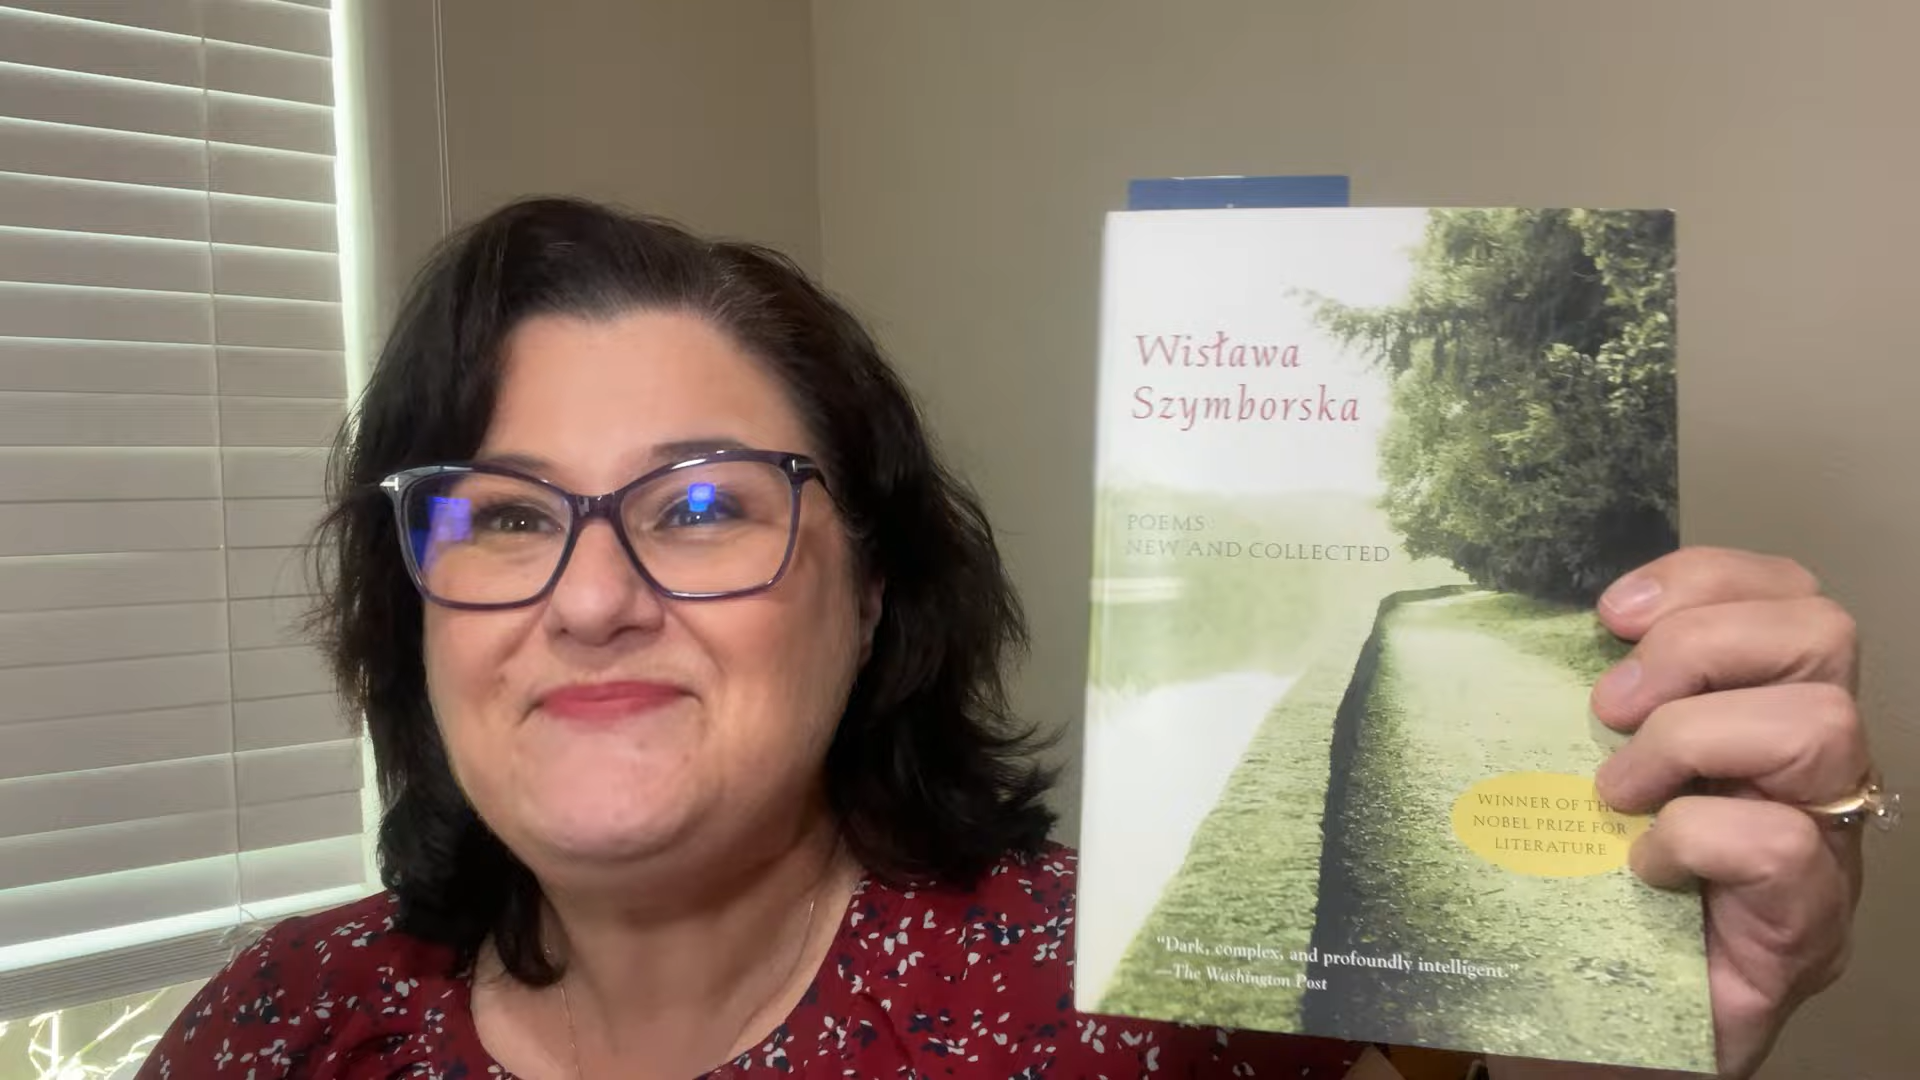 Wisława
Szymborska
POEMS
NEW AND COLLECTED
WINNER OF THE
NOBEL PRIZE FOR
LITERATURE
“Dark, complex, and profoundly intelligent.”
—The Washington Post